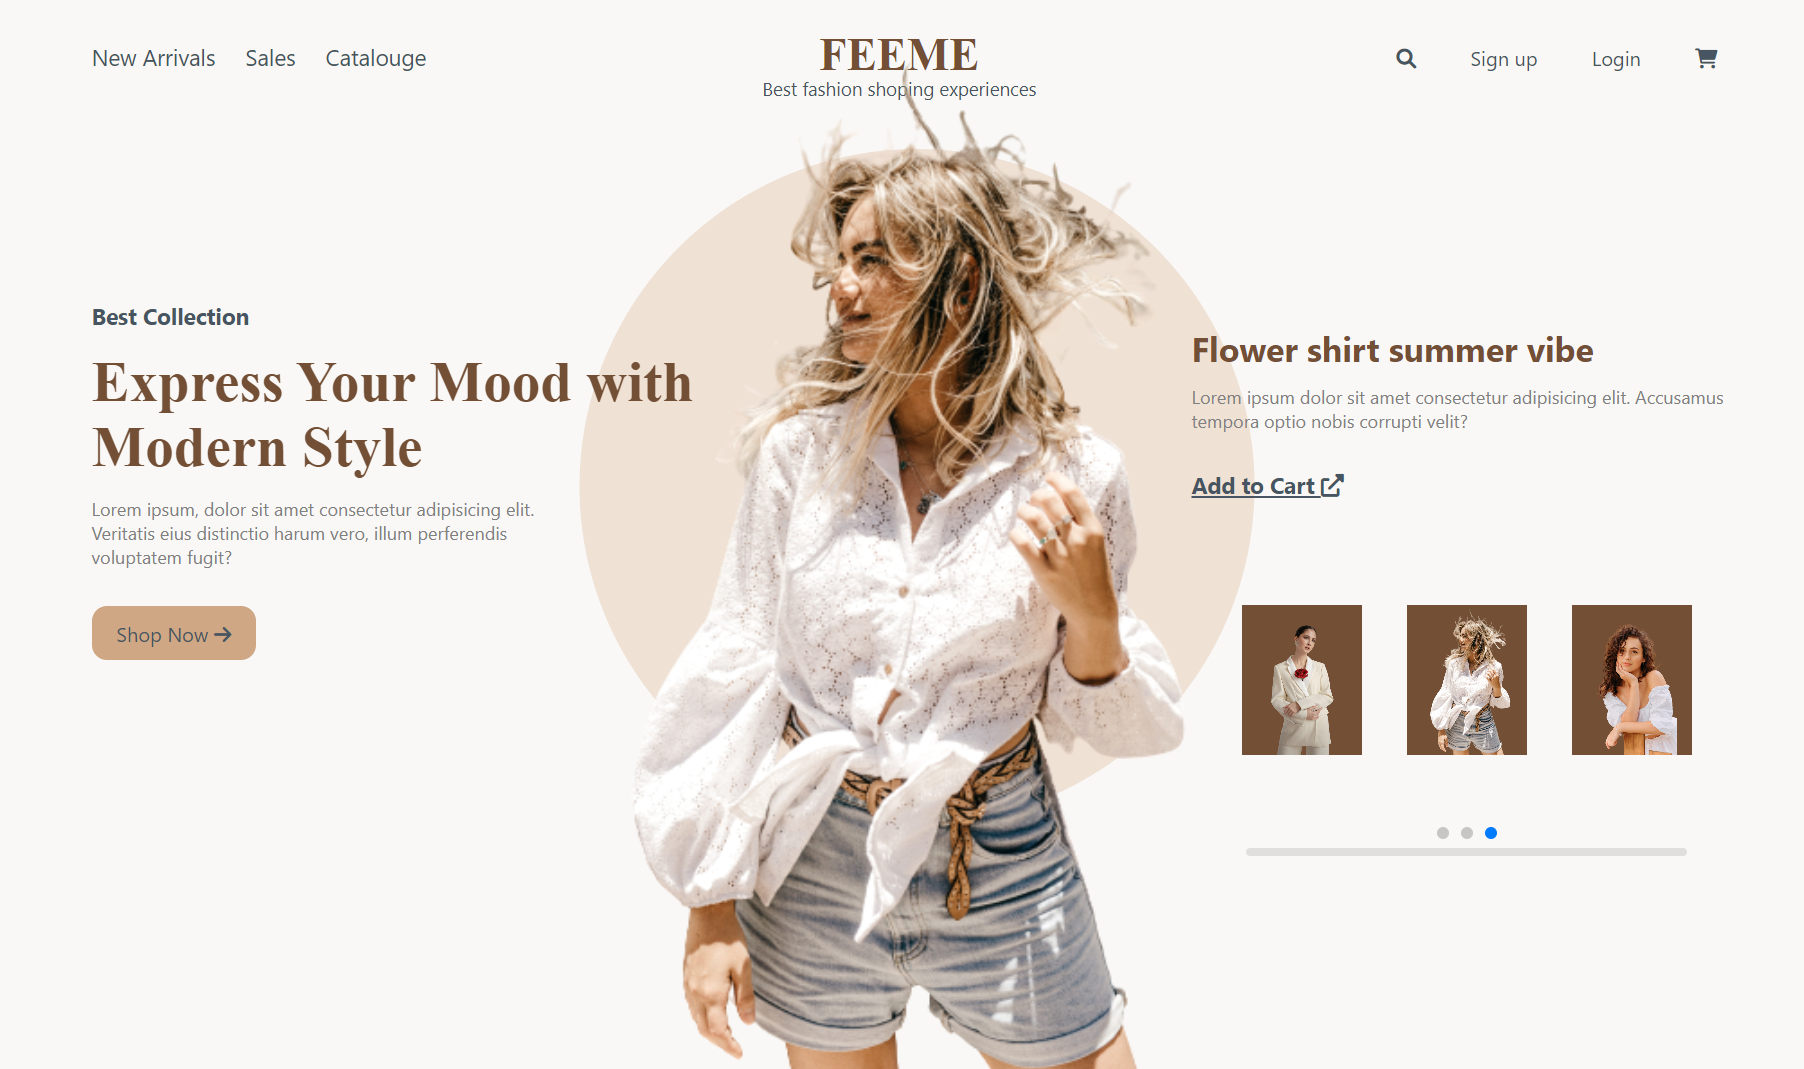 New Arrivals Sales Catalouge
FEEME
Best fashion shoping experiences
Sign up Login
Best Collection
Express Your Mood with
Modern Style
Lorem ipsum, dolor sit amet consectetur adipisicing elit.
Veritatis eius distinctio harum vero, illum perferendis
voluptatem fugit?
Shop Now
Flower shirt summer vibe
Lorem ipsum dolor sit amet consectetur adipisicing elit. Accusamus
tempora optio nobis corrupti velit?
Add to Cart